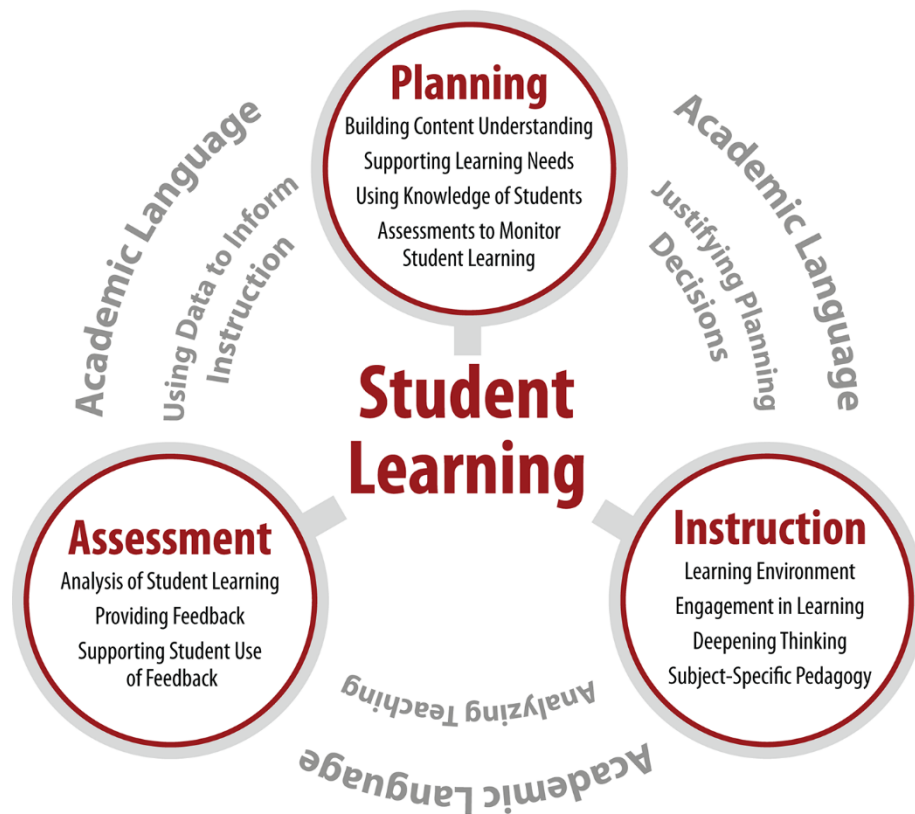 Planning
Building Content Understanding
Supporting Learning Needs
Using Knowledge of Students
Assessments to Monitor
Student Learning
Academic Language
Using Data to Inform
Instruction
Academic Language
Justifying Planning
Decisions
Student
Learning
Assessment
Analysis of Student Learning
Providing Feedback
Supporting Student Use
of Feedback
Instruction
Learning Environment
Engagement in Learning
Deepening Thinking
Subject-Specific Pedagogy
Analyzing Teaching
Academic Language